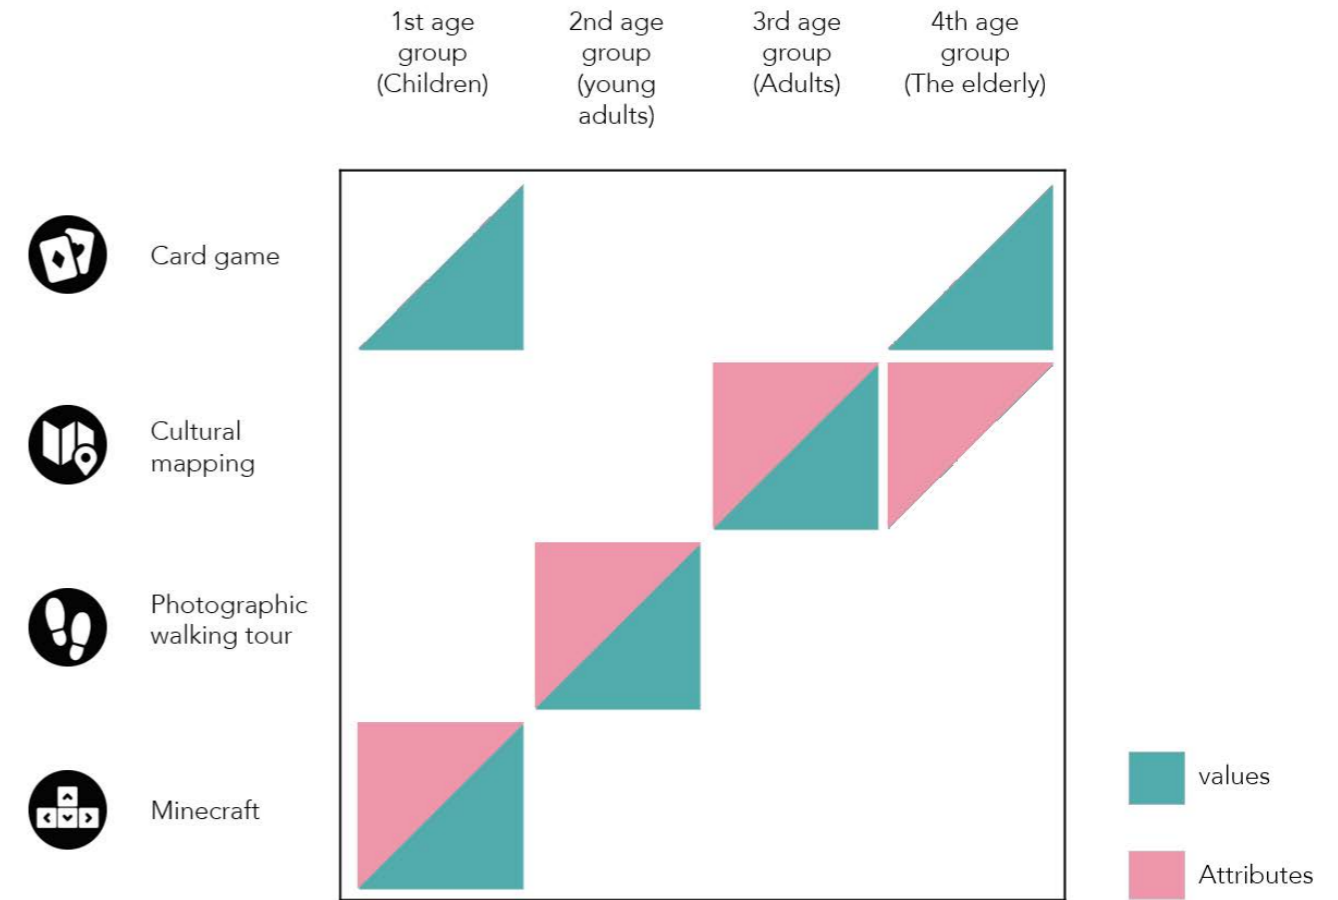 1st age
group
(Children)
2nd age
group
(young
adults)
3rd age
group
(Adults)
4th age
group
(The elderly)
Card game
Cultural
mapping
Photographic
walking tour
Minecraft
values
Attributes